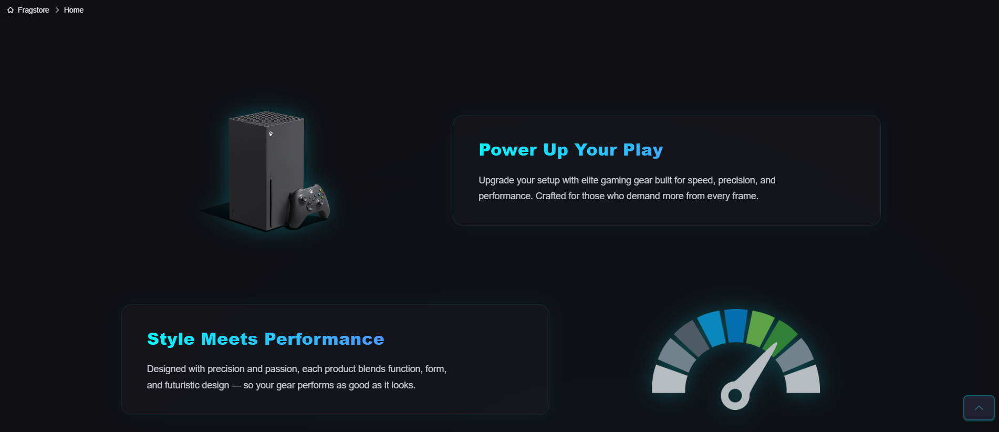 Fragstore > Home
Power Up Your Play
Upgrade your setup with elite gaming gear built for speed, precision, and
performance. Crafted for those who demand more from every frame.
Style Meets Performance
Designed with precision and passion, each product blends function, form,
and futuristic design — so your gear performs as good as it looks.